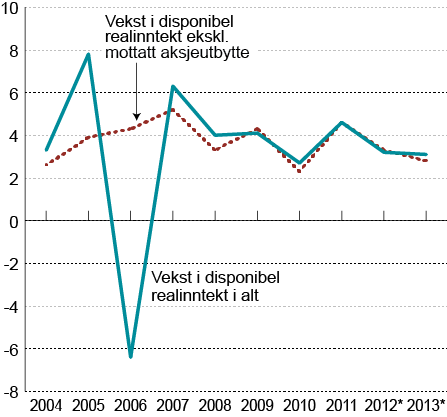 10
Vekst i disponibel
realinntekt ekskl.
mottatt aksjeutbytte
8
6
4
2
0
-2
Vekst i disponibel
realinntekt i alt
-4
-6
-8
2004 2005 2006 2007 2008 2009 2010 2011 2012* 2013*